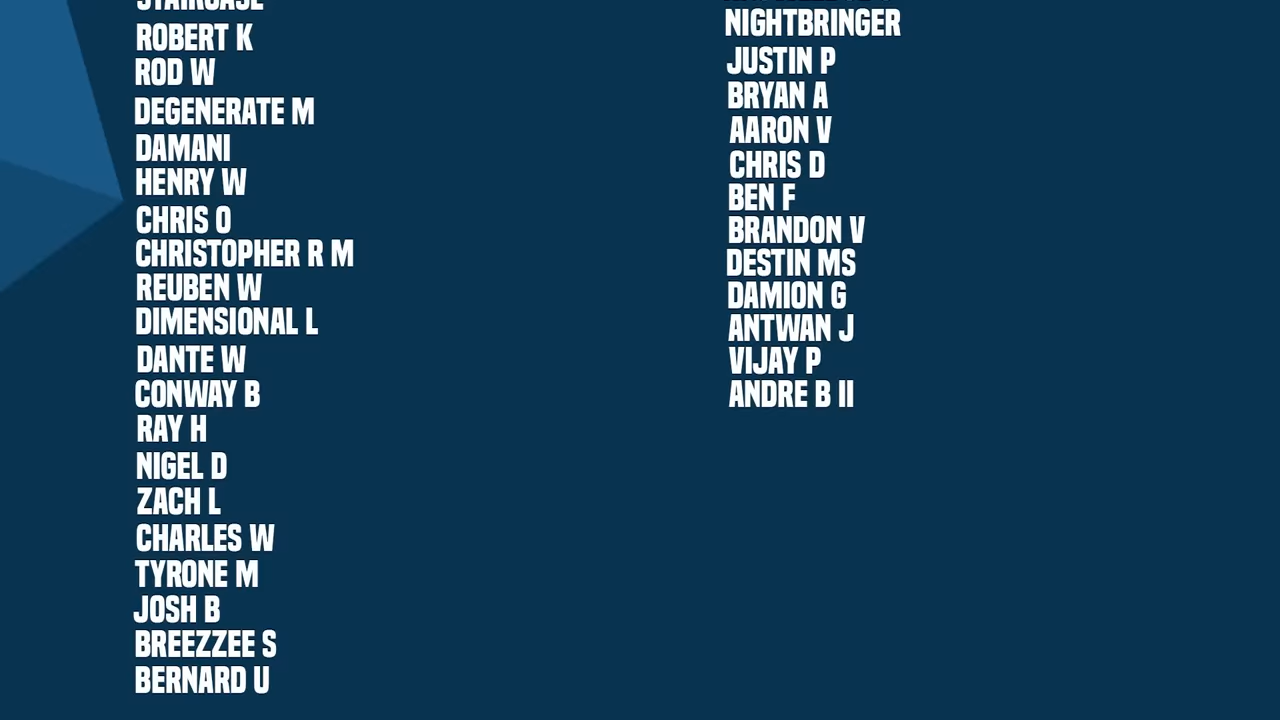 STAIRCASE
ROBERT K
ROD W
DEGENERATE M
DAMANI
HENRY W
CHRIS O
CHRISTOPHER R M
REUBEN W
DIMENSIONAL L
DANTE W
CONWAY B
RAY H
NIGEL D
ZACH L
CHARLES W
TYRONE M
JOSH B
BREEZZEE S
BERNARD U
NIGHTBRINGER
JUSTIN P
BRYAN A
AARON V
CHRIS D
BEN F
BRANDON V
DESTIN MS
DAMION G
ANTWAN J
VIJAY P
ANDRE B II